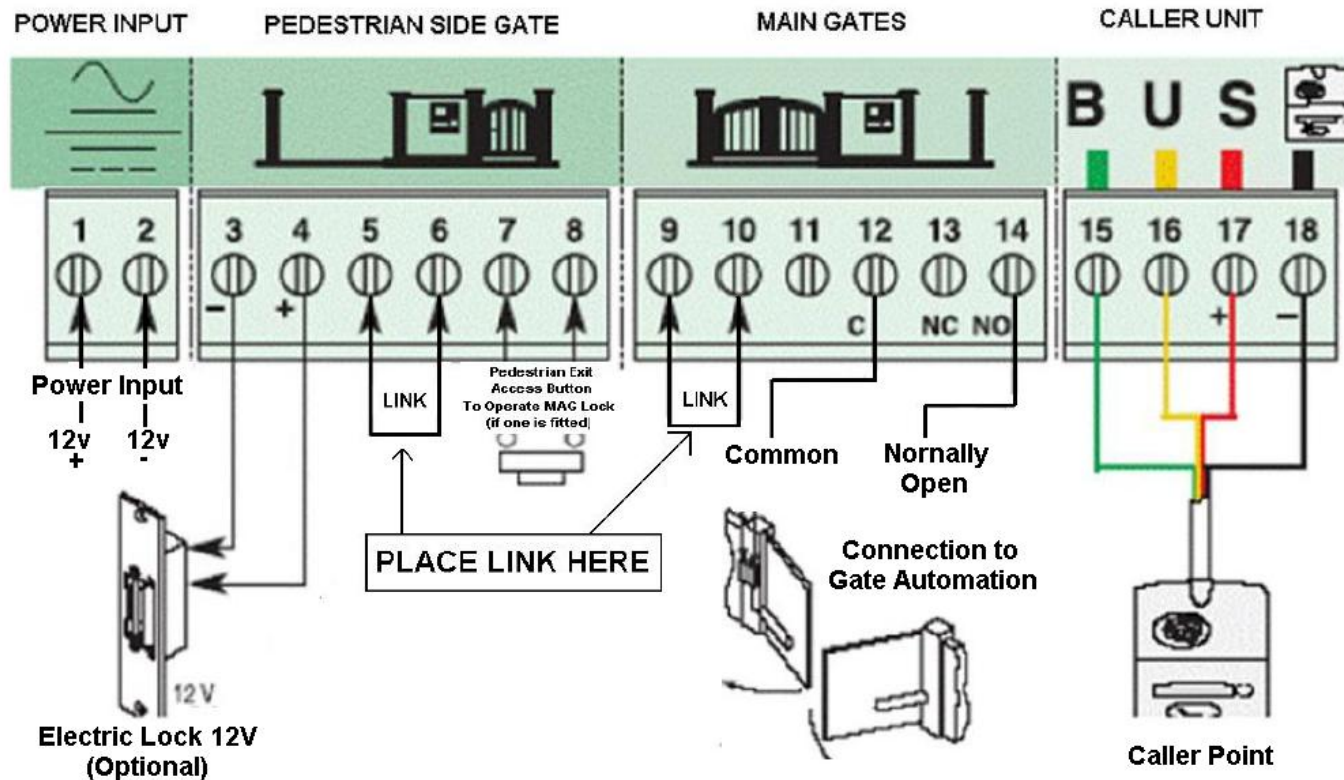 POWER INPUT PEDESTRIAN SIDE GATE MAIN GATES CALLER UNIT
B U S
1 2 3 4 5 6 7 8 9 10 11 12 13 14 15 16 17 18
- + C NC NO + -
Power Input
12v 12v
+ -
LINK
Pedestrian Exit
Access Button
To Operate MAG Lock
(if one is fitted)
LINK
Common
Nornally
Open
PLACE LINK HERE
Connection to
Gate Automation
12 V
Electric Lock 12V
(Optional)
Caller Point